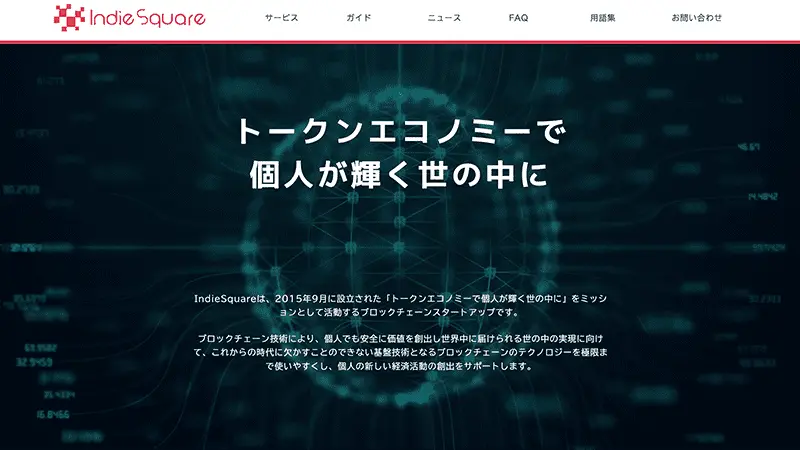 IndieSquare
サービス
ガイド
ニュース
FAQ
用語集
お問い合わせ
トークンエコノミーで
個人が輝く世の中に
46.67
14.4842
IndieSquareは、2015年9月に設立された「トークンエコノミーで個人が輝く世の中に」をミッシ
ョンとして活動するブロックチェーンスタートアップです。
ブロックチェーン技術により、個人でも安全に価値を創出し世界中に届けられる世の中の実現に向け
て、これからの時代に欠かすことのできない基盤技術となるブロックチェーンのテクノロジーを極限ま
で使いやすくし、個人の新しい経済活動の創出をサポートします。
32.9459
35.4334
16.8466